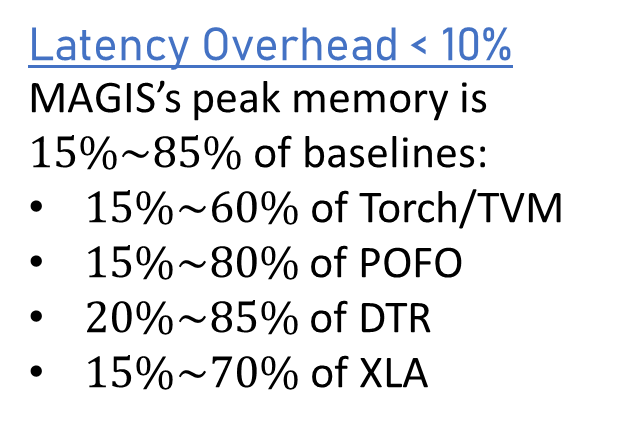 Latency Overhead < 10%
MAGIS’s peak memory is
15%~85% of baselines:
• 15%~60% of Torch/TVM
• 15%~80% of POFO
• 20%~85% of DTR
• 15%~70% of XLA